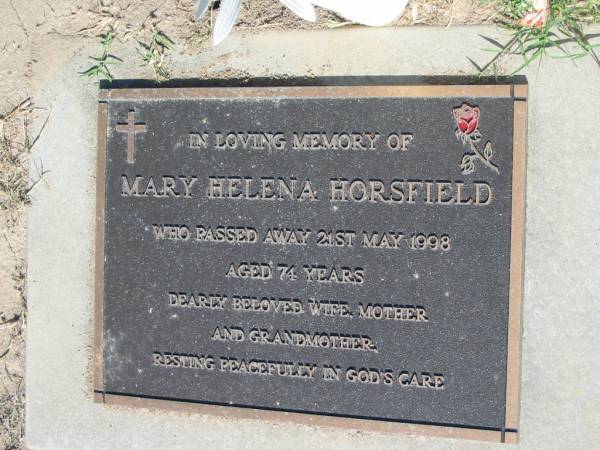 IN LOVING MEMORY OF
MARY HELENA HORSFIELD
WHO PASSED AWAY 21ST MAY 1998
AGED 74 YEARS
DEARLY BELOVED WIFE, MOTHER
AND GRANDMOTHER.
RESTING PEACEFULLY IN GOD'S CARE